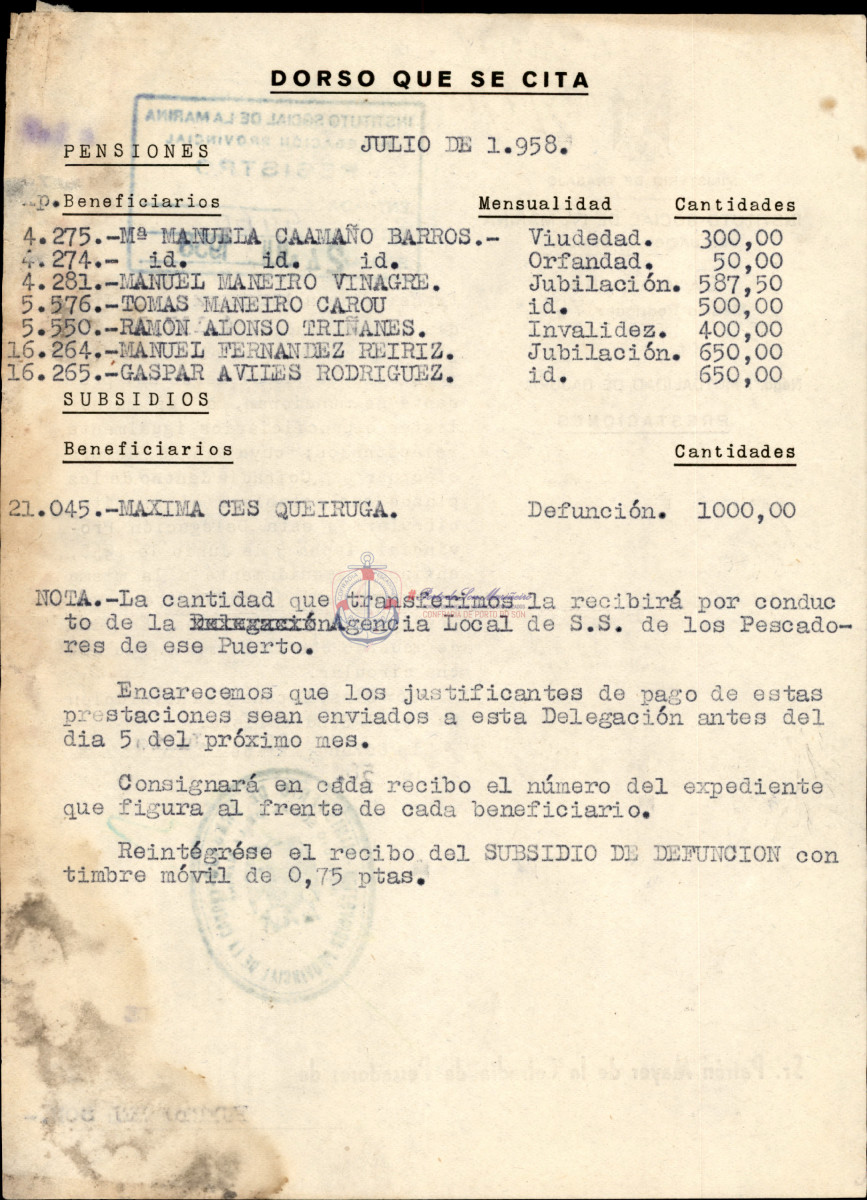 DORSO QUE SE CITA
JULIO DE 1.958.
PENSIONES
p. Beneficiarios Mensualidad Cantidades
4.275.-Mª MANUELA CAAMAÑO BARROS.- Viudedad. 300,00
4.274.- id. id. id. Orfandad. 50,00
4.281.-MANUEL MANEIRO VINAGRE. Jubilación. 587,50
5.576.-TOMAS MANEIRO CAROU id. 500,00
5.550.-RAMÓN ALONSO TRIÑANES. Invalidez. 400,00
16.264.-MANUEL FERNANDEZ REIRIZ. Jubilación. 650,00
16.265.-GASPAR AVILES RODRIGUEZ. id. 650,00
SUBSIDIOS
Beneficiarios Cantidades
21.045.-MAXIMA CES QUEIRUGA. Defunción. 1000,00
NOTA.-La cantidad que transferimos la recibirá por conduc
to de la Delegación Agencia Local de S.S. de los Pescado-
res de ese Puerto.
Encarecemos que los justificantes de pago de estas
prestaciones sean enviados a esta Delegación antes del
dia 5 del próximo mes.
Consignará en cáda recibo el número del expediente
que figura al frente de cada beneficiario.
Reintégrése el recibo del SUBSIDIO DE DEFUNCION con
timbre móvil de 0,75 ptas.